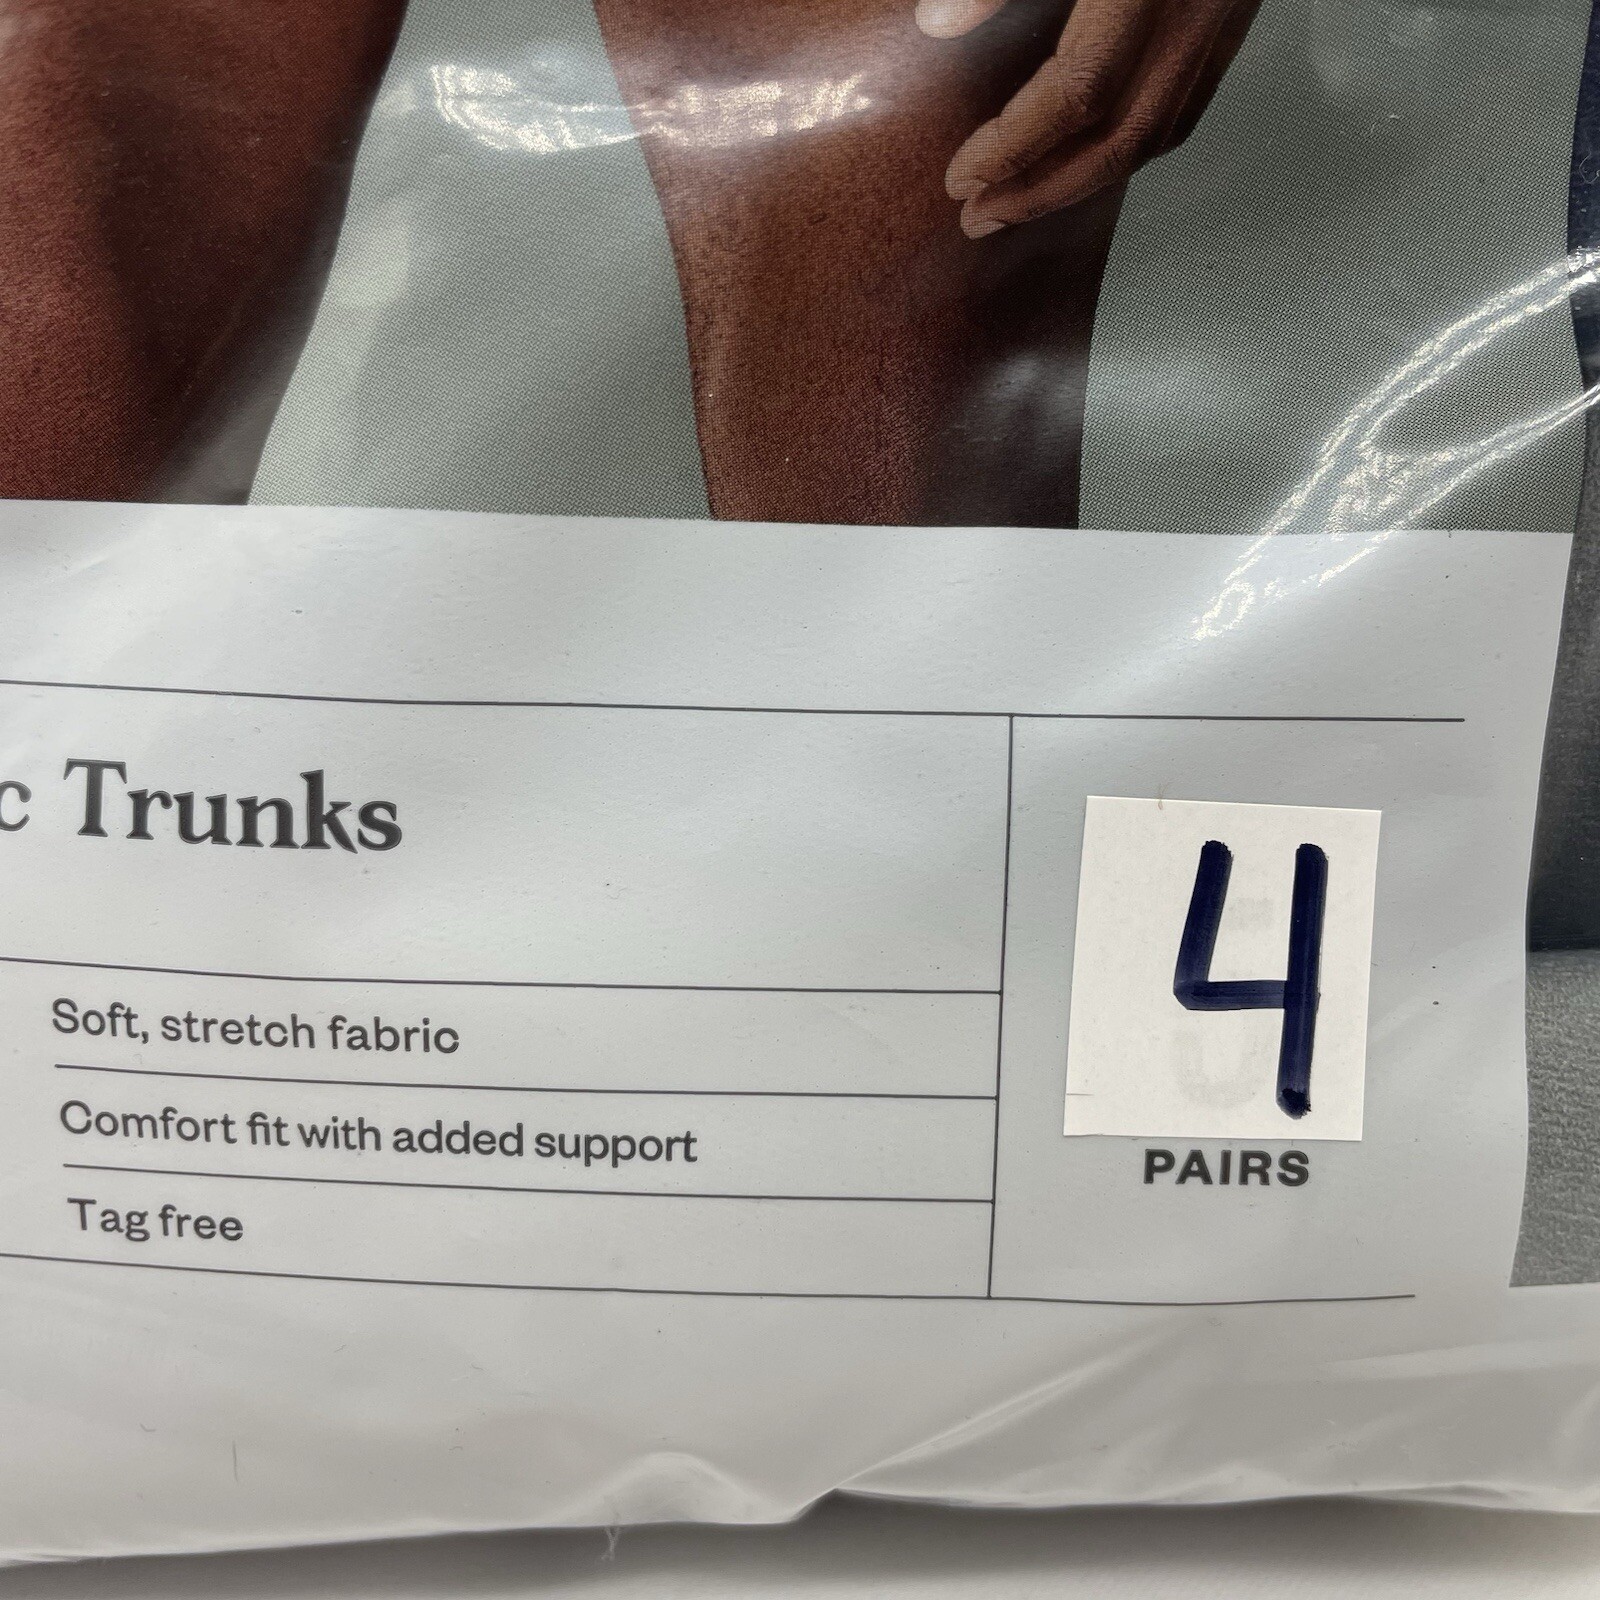 c Trunks
Soft, stretch fabric
Comfort fit with added support
Tag free
4
PAIRS